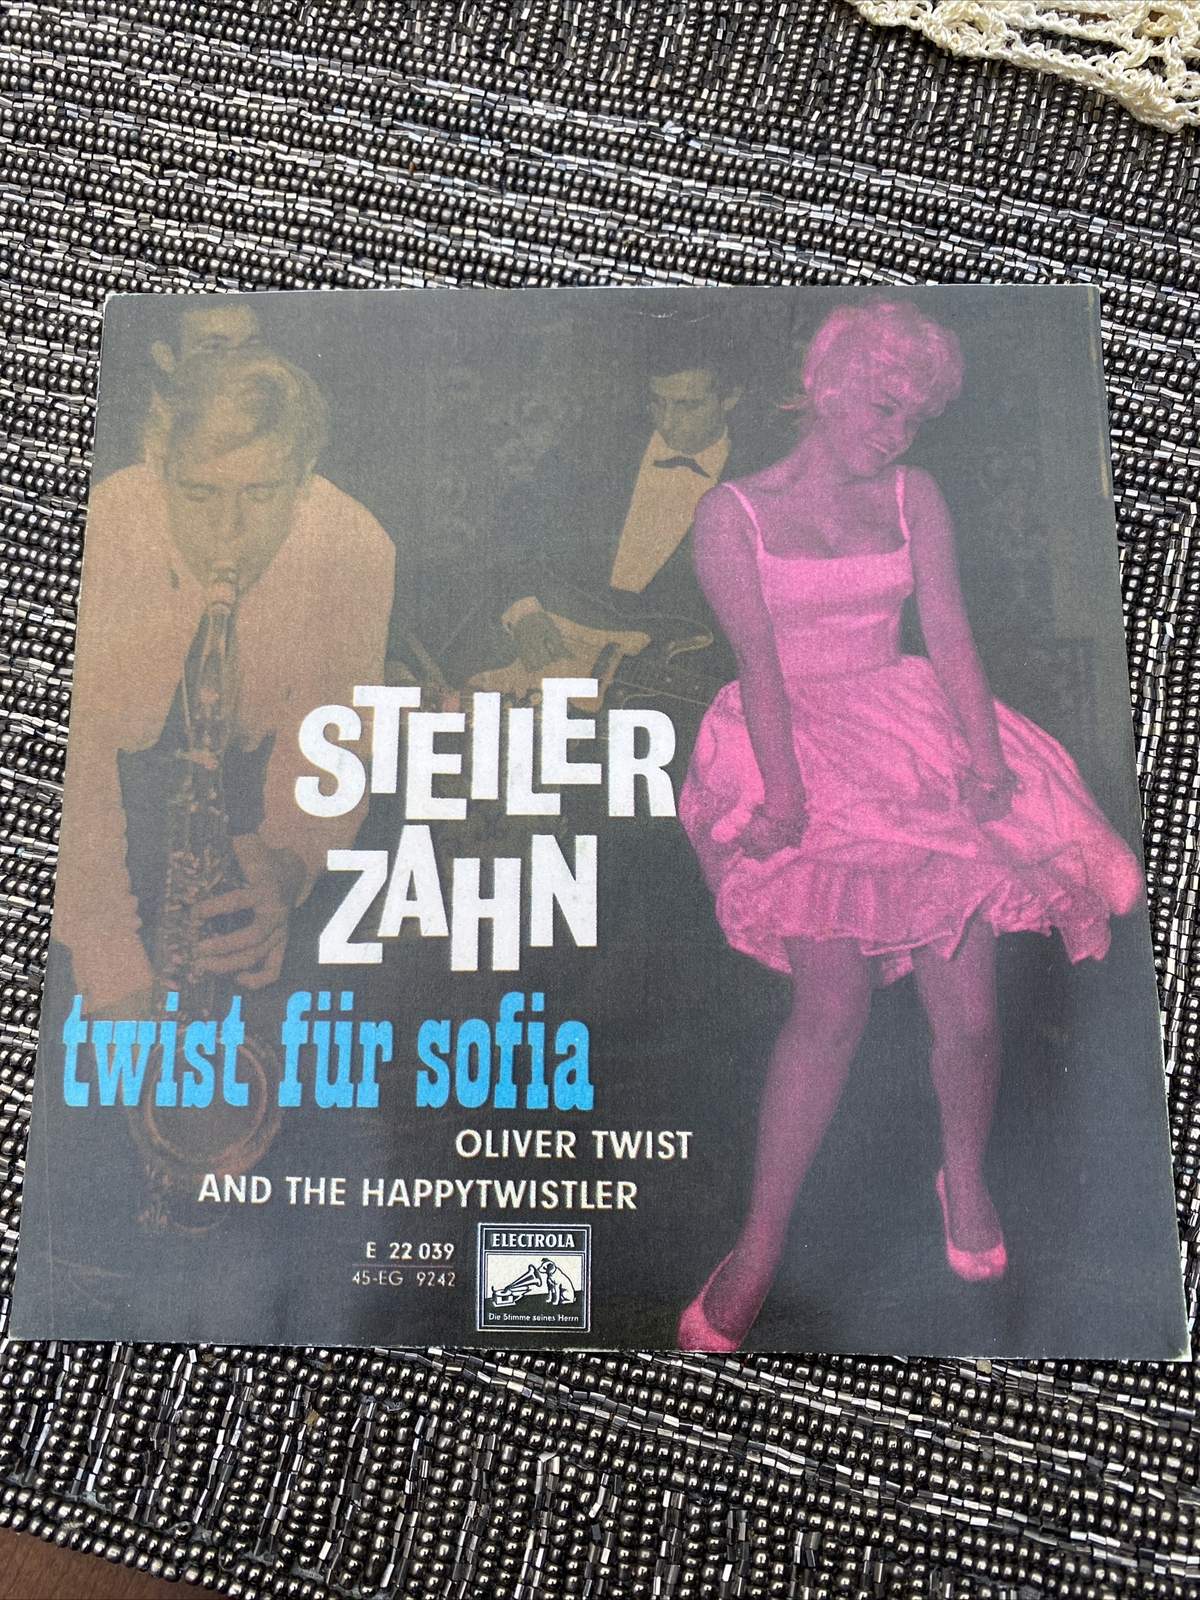 STEILER
ZAHN
twist für sofia
OLIVER TWIST
AND THE HAPPYTWISTLER
E 22 039
45-EG 9242
ELECTROLA
Die Stimme seines Herrn